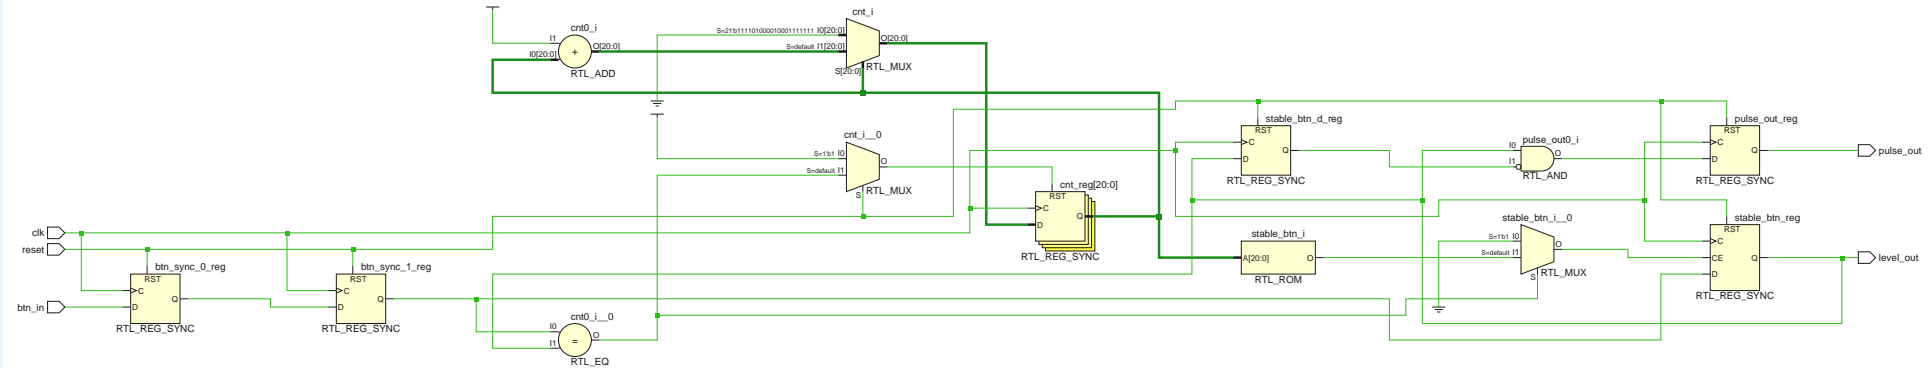 cnt_i
cnt0_i
S=21'b111101000010001111111 I0[20:0]
I1
O[20:0]
O[20:0]
S=default I1[20:0]
I0[20:0]
+
RTL_ADD
S[20:0]
RTL_MUX
cnt_i__0
S=1'b1 I0
O
S=default I1
S
RTL_MUX
stable_btn_d_reg
RST
C
D
Q
RTL_REG_SYNC
pulse_out0_i
I0
I1
O
RTL_AND
pulse_out_reg
RST
C
D
Q
RTL_REG_SYNC
pulse_out
cnt_reg[20:0]
RST
C
D
Q
RTL_REG_SYNC
stable_btn_i
A[20:0]
O
RTL_ROM
stable_btn_i__0
S=1'b1 I0
S=default I1
O
S
RTL_MUX
stable_btn_reg
RST
C
CE
D
Q
RTL_REG_SYNC
level_out
clk
reset
btn_in
btn_sync_0_reg
RST
C
D
Q
RTL_REG_SYNC
btn_sync_1_reg
RST
C
D
Q
RTL_REG_SYNC
cnt0_i__0
I0
I1
=
O
RTL_EQ